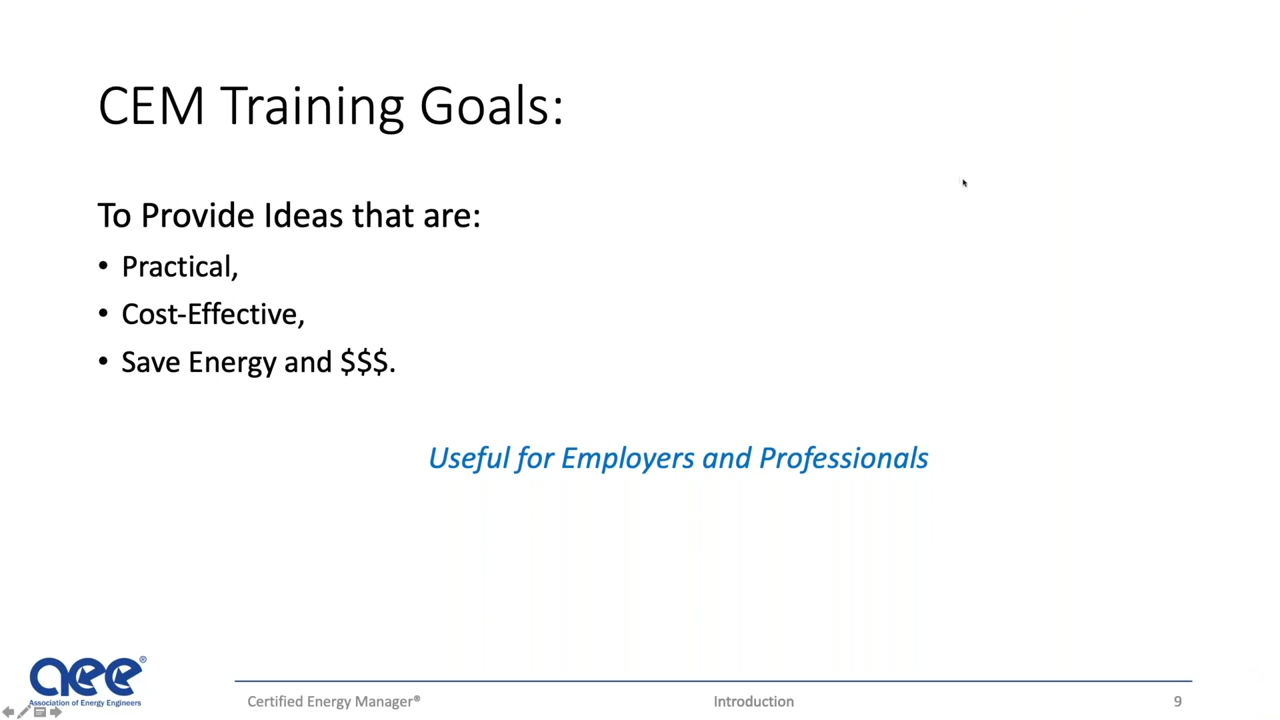 CEM Training Goals:
To Provide Ideas that are:
• Practical,
• Cost-Effective,
• Save Energy and $$$.
Useful for Employers and Professionals
aee®
Association of Energy Engineers
Certified Energy Manager® Introduction 9